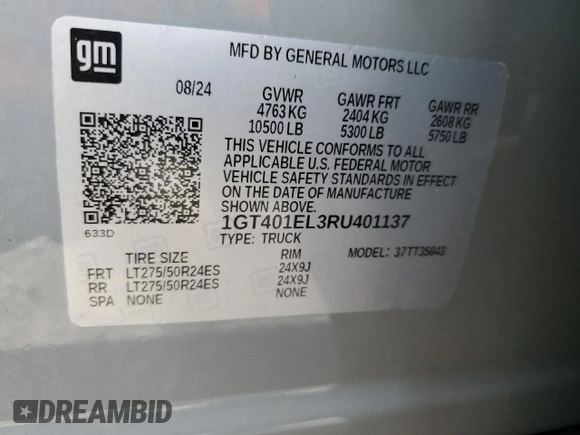 gm
MFD BY GENERAL MOTORS LLC
08/24
GVWR GAWR FRT GAWR RR
4763 KG 2404 KG 2608 KG
10500 LB 5300 LB 5750 LB
THIS VEHICLE CONFORMS TO ALL
APPLICABLE U.S. FEDERAL MOTOR
VEHICLE SAFETY STANDARDS IN EFFECT
ON THE DATE OF MANUFACTURE
SHOWN ABOVE.
633D
1GT401EL3RU401137
TYPE: TRUCK MODEL: 37TT35843
TIRE SIZE RIM
FRT LT275/50R24ES 24X9J
RR LT275/50R24ES 24X9J
SPA NONE NONE
DREAMBID